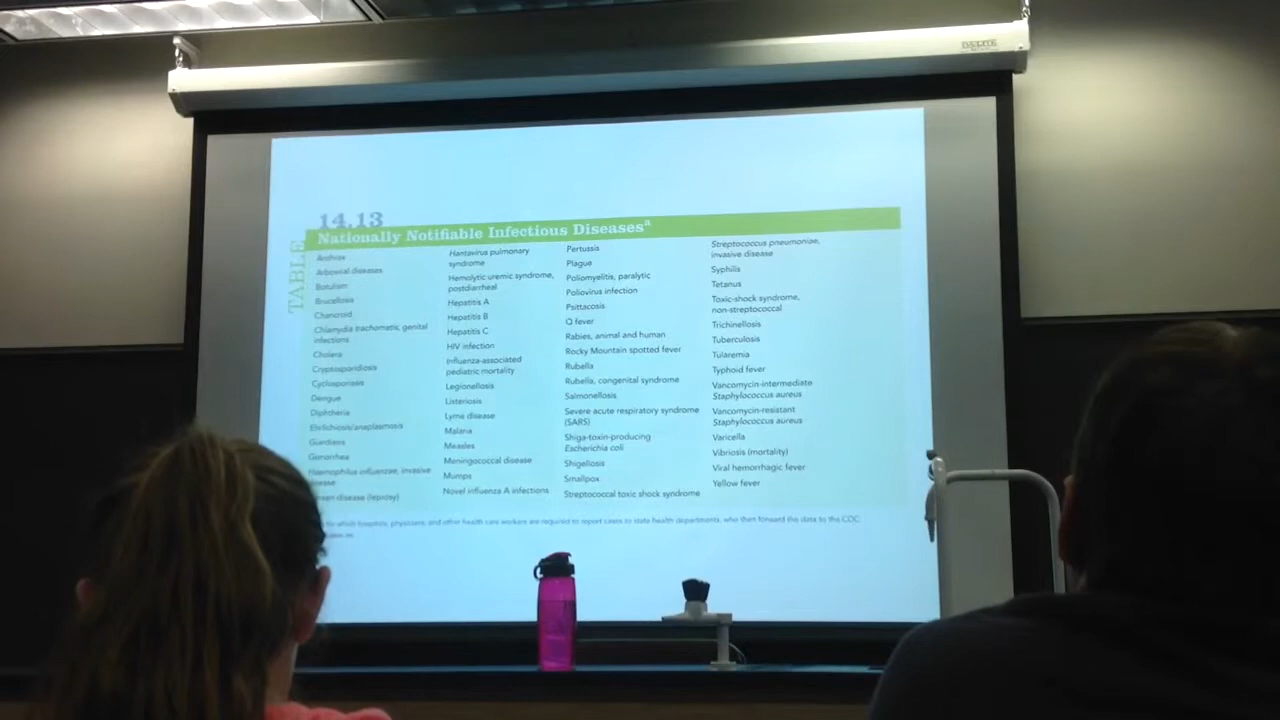 DA-LITE
14.13
TABLE
Nationally Notifiable Infectious Diseasesa
Anthrax
Arboviral diseases
Botulism
Brucellosis
Chancroid
Chlamydia trachomatis, genital
infections
Cholera
Cryptosporidiosis
Cyclosporiasis
Dengue
Diphtheria
Ehrlichiosis/anaplasmosis
Giardiasis
Gonorrhea
Haemophilus influenzae, invasive
disease
disease (leprosy)
Hantavirus pulmonary
syndrome
Hemolytic uremic syndrome,
postdiarrheal
Hepatitis A
Hepatitis B
Hepatitis C
HIV infection
Influenza-associated
pediatric mortality
Legionellosis
Listeriosis
Lyme disease
Malaria
Measles
Meningococcal disease
Mumps
Novel influenza A infections
Pertussis
Plague
Poliomyelitis, paralytic
Poliovirus infection
Psittacosis
Q fever
Rabies, animal and human
Rocky Mountain spotted fever
Rubella
Rubella, congenital syndrome
Salmonellosis
Severe acute respiratory syndrome
(SARS)
Shiga-toxin-producing
Escherichia coli
Shigellosis
Smallpox
Streptococcal toxic shock syndrome
Streptococcus pneumoniae,
invasive disease
Syphilis
Tetanus
Toxic-shock syndrome,
non-streptococcal
Trichinellosis
Tuberculosis
Tularemia
Typhoid fever
Vancomycin-intermediate
Staphylococcus aureus
Vancomycin-resistant
Staphylococcus aureus
Varicella
Vibriosis (mortality)
Viral hemorrhagic fever
Yellow fever
for which hospitals, physicians, and other health care workers are required to report cases to state health departments, who then forward the data to the CDC